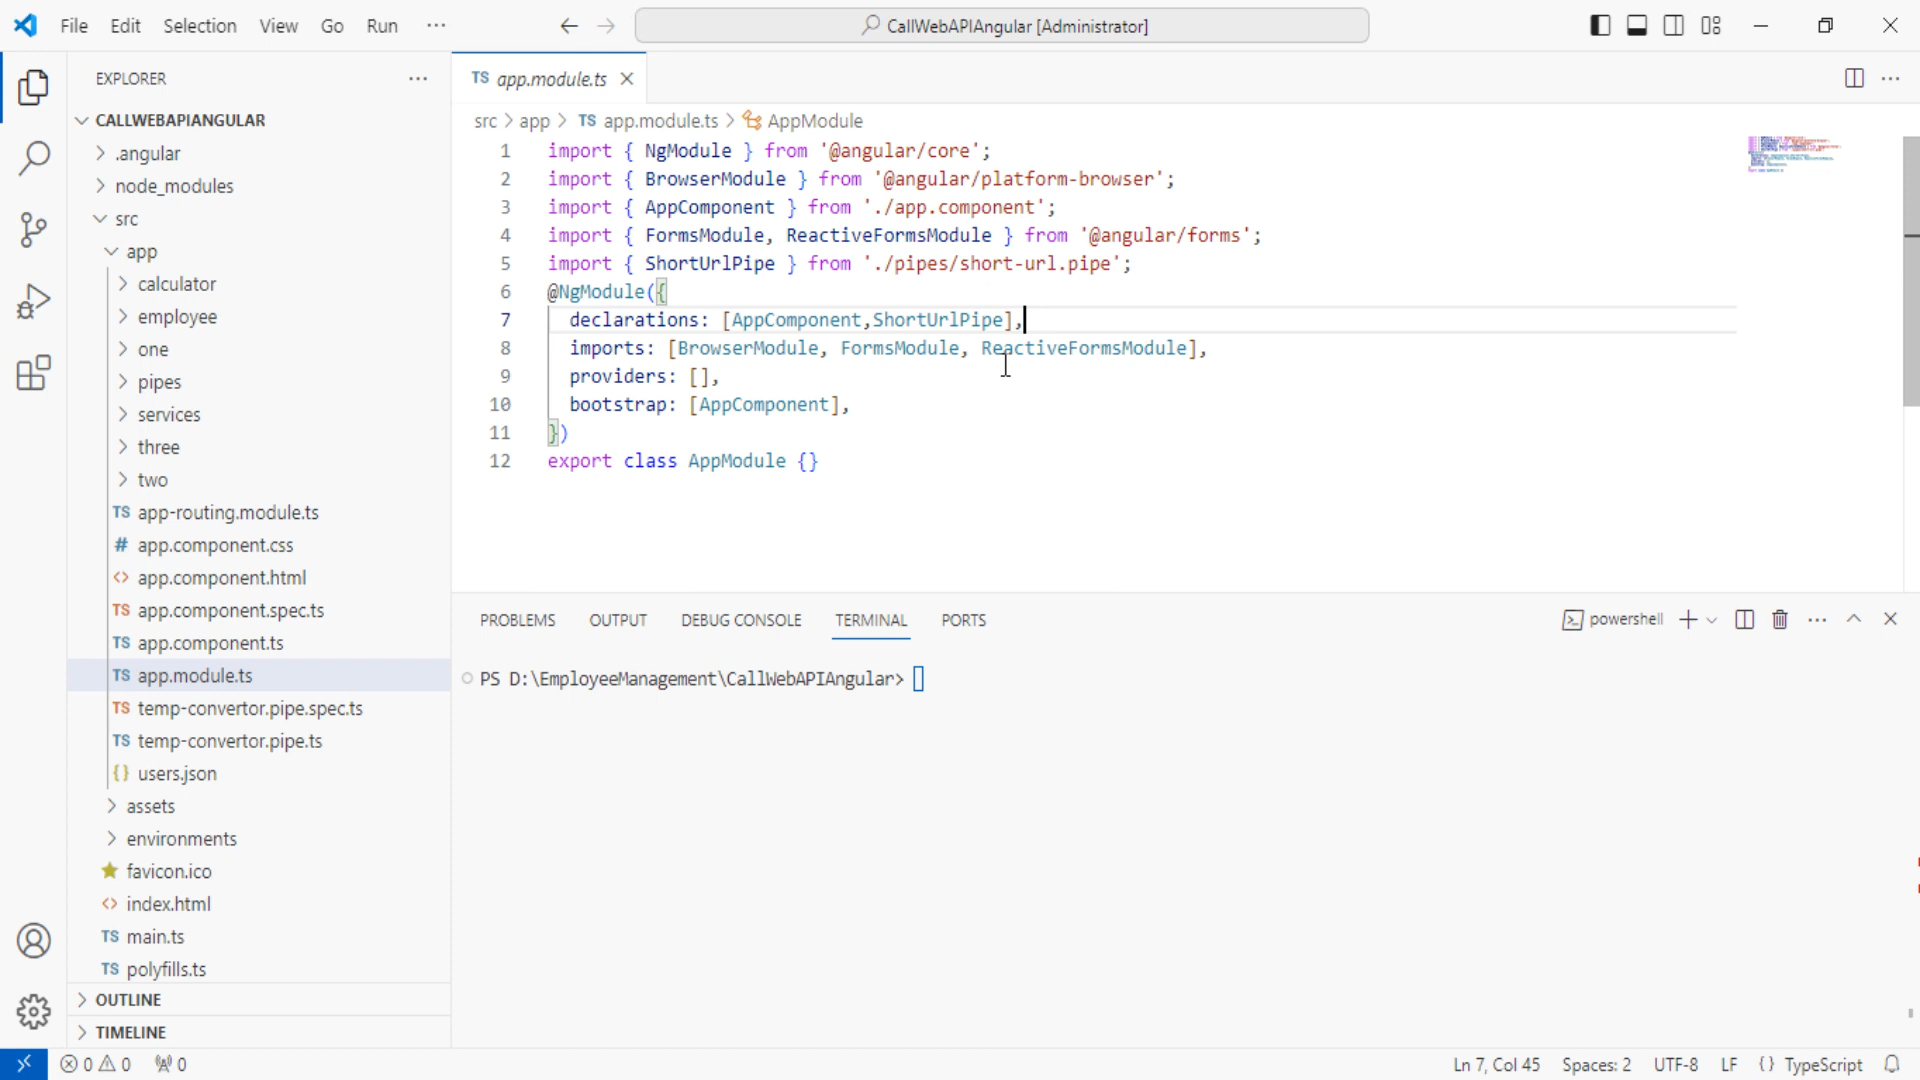 File Edit Selection View Go Run ···
CallWebAPIAngular [Administrator]
EXPLORER
CALLWEBAPIANGULAR
.angular
node_modules
src
app
calculator
employee
one
pipes
services
three
two
TS app-routing.module.ts
# app.component.css
<> app.component.html
TS app.component.spec.ts
TS app.component.ts
TS app.module.ts
TS temp-convertor.pipe.spec.ts
TS temp-convertor.pipe.ts
{} users.json
assets
environments
favicon.ico
<> index.html
TS main.ts
TS polyfills.ts
OUTLINE
TIMELINE
TS app.module.ts
src > app > TS app.module.ts > AppModule
1 import { NgModule } from '@angular/core';
2 import { BrowserModule } from '@angular/platform-browser';
3 import { AppComponent } from './app.component';
4 import { FormsModule, ReactiveFormsModule } from '@angular/forms';
5 import { ShortUrlPipe } from './pipes/short-url.pipe';
6 @NgModule({
7 declarations: [AppComponent,ShortUrlPipe],
8 imports: [BrowserModule, FormsModule, ReactiveFormsModule],
9 providers: [],
10 bootstrap: [AppComponent],
11 })
12 export class AppModule {}
PROBLEMS OUTPUT DEBUG CONSOLE TERMINAL PORTS
powershell
PS D:\EmployeeManagement\CallWebAPIAngular>
0 0 0
Ln 7, Col 45 Spaces: 2 UTF-8 LF {} TypeScript